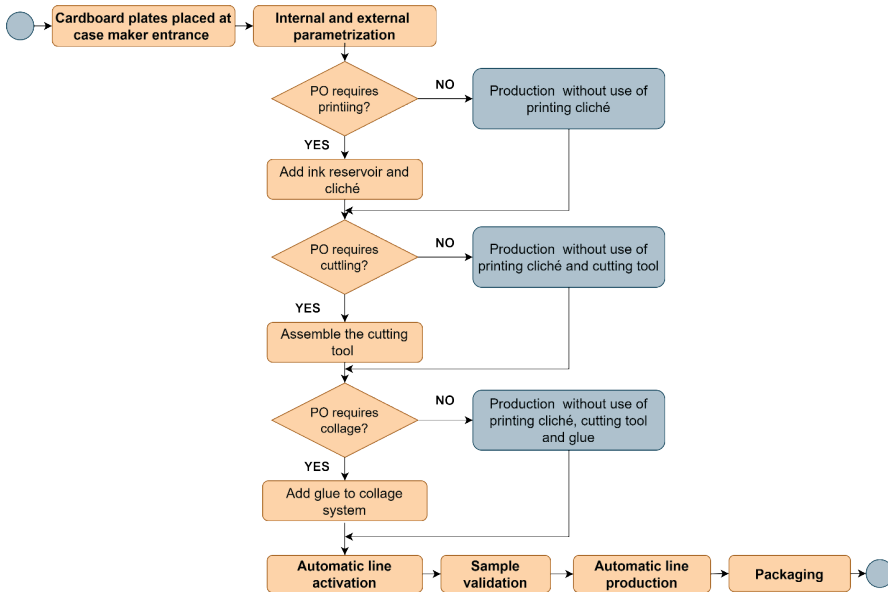 Cardboard plates placed at
case maker entrance
Internal and external
parametrization
PO requires
printiing?
NO
Production  without use of
printing cliché
YES
Add ink reservoir and
cliché
PO requires
cuttling?
NO
Production  without use of
printing cliché and cutting tool
YES
Assemble the cutting
tool
PO requires
collage?
NO
Production  without use of
printing cliché, cutting tool
and glue
YES
Add glue to collage
system
Automatic line
activation
Sample
validation
Automatic line
production
Packaging